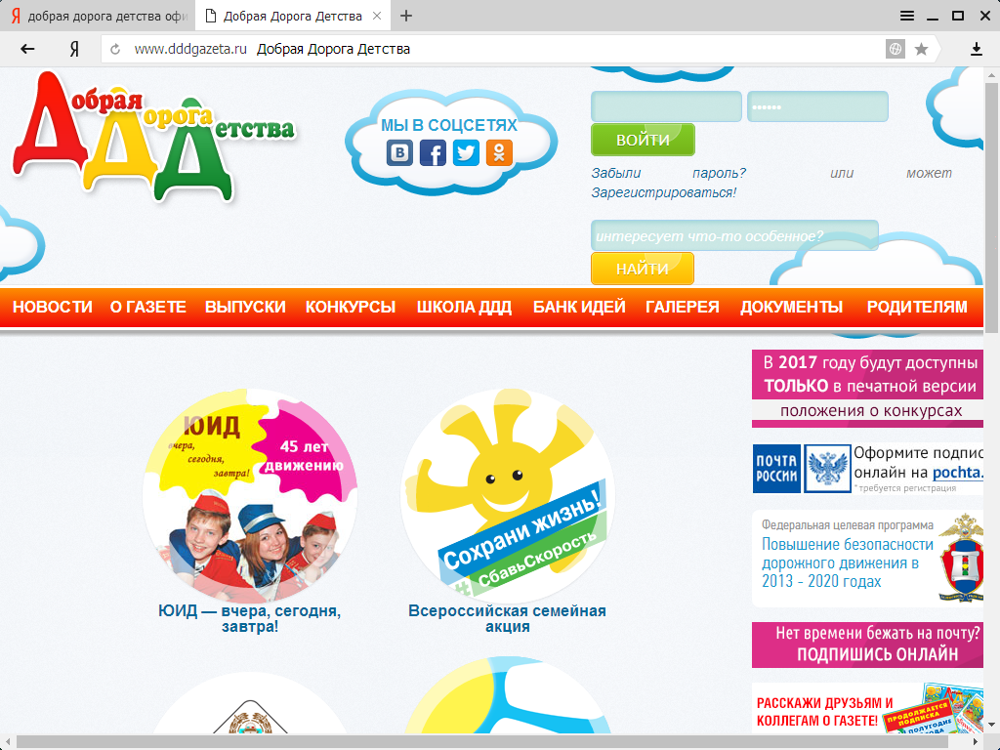 добрая дорога детства офи
Добрая Дорога Детства
www.dddgazeta.ru Добрая Дорога Детства
Добрая
Дорога
Детства
МЫ В СОЦСЕТЯХ
ВОЙТИ
Забыли пароль? или может
Зарегистрироваться!
интересует что-то особенное?
НАЙТИ
НОВОСТИ О ГАЗЕТЕ ВЫПУСКИ КОНКУРСЫ ШКОЛА ДДД БАНК ИДЕЙ ГАЛЕРЕЯ ДОКУМЕНТЫ РОДИТЕЛЯМ
ЮИД
вчера,
сегодня,
завтра!
45 лет
движению
ЮИД — вчера, сегодня,
завтра!
Сохрани жизнь!
#СбавьСкорость
Всероссийская семейная
акция
В 2017 году будут доступны
ТОЛЬКО в печатной версии
положения о конкурсах
ПОЧТА
РОССИИ
Оформите подпис
онлайн на pochta.
* требуется регистрация
Федеральная целевая программа
Повышение безопасности
дорожного движения в
2013 - 2020 годах
Нет времени бежать на почту?
ПОДПИШИСЬ ОНЛАЙН
РАССКАЖИ ДРУЗЬЯМ И
КОЛЛЕГАМ О ГАЗЕТЕ!
ПРОДОЛЖАЕТСЯ
ПОДПИСКА